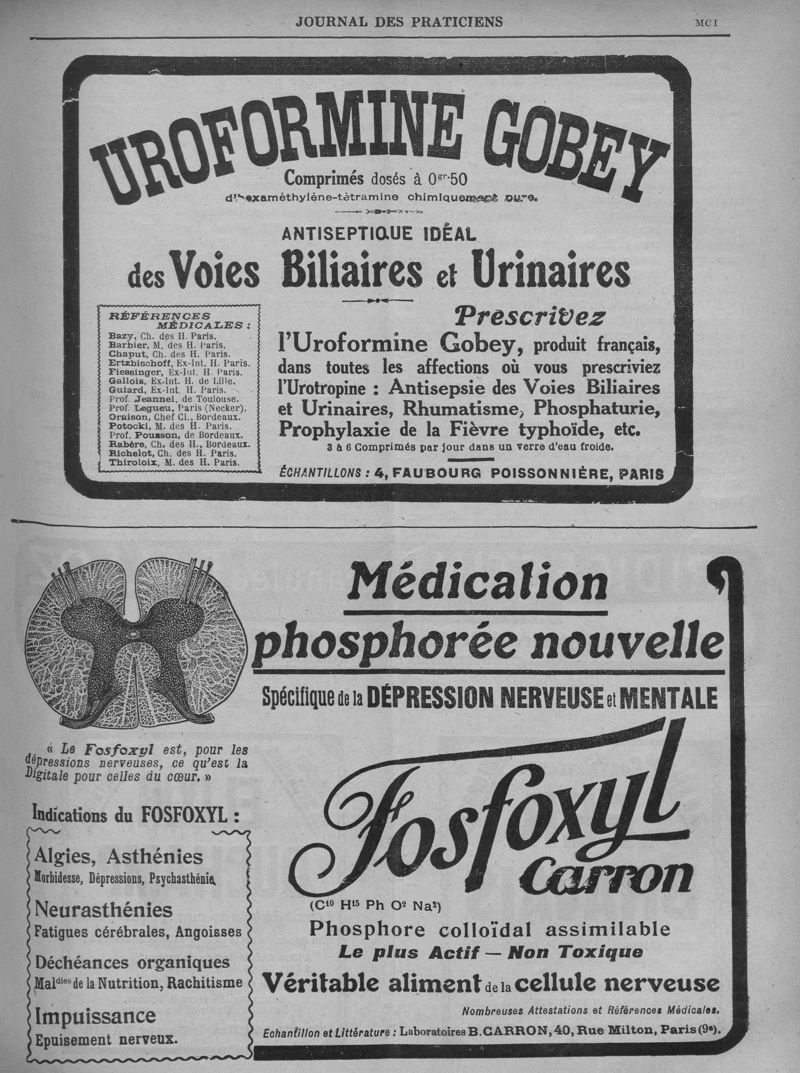 JOURNAL DES PRATICIENS MCI
UROFORMINE GOBEY
Comprimés dosés à 0gr.50
d'hexaméthylène-tétramine chimiquement pure.
ANTISEPTIQUE IDÉAL
des Voies Biliaires et Urinaires
RÉFÉRENCES
MÉDICALES :
Bazy, Ch. des H. Paris.
Barbier, M. des H. Paris.
Chaput, Ch. des H. Paris.
Ertzbischoff, Ex-Int. H. Paris.
Fiessinger, Ex-Int. H. Paris.
Gallois, Ex-Int. H. de Lille.
Guiard, Ex-Int. H. Paris.
Prof. Jeannel, de Toulouse.
Prof. Legueu, Paris (Necker).
Oraison, Chef Cl., Bordeaux.
Potocki, M. des H. Paris.
Prof. Pousson, de Bordeaux.
Rabère, Ch. des H., Bordeaux.
Richelot, Ch. des H. Paris.
Thiroloix, M. des H. Paris.
Prescrivez
l'Uroformine Gobey, produit français,
dans toutes les affections où vous prescriviez
l'Urotropine : Antisepsie des Voies Biliaires
et Urinaires, Rhumatisme, Phosphaturie,
Prophylaxie de la Fièvre typhoïde, etc.
3 à 6 Comprimés par jour dans un verre d'eau froide.
ÉCHANTILLONS : 4, FAUBOURG POISSONNIÈRE, PARIS
Médication
phosphorée nouvelle
Spécifique de la DÉPRESSION NERVEUSE et MENTALE
« Le Fosfoxyl est, pour les
dépressions nerveuses, ce qu'est la
Digitale pour celles du cœur. »
Indications du FOSFOXYL :
Algies, Asthénies
Morbidesse, Dépressions, Psychasthénie
Neurasthénies
Fatigues cérébrales, Angoisses
Déchéances organiques
Maldies de la Nutrition, Rachitisme
Impuissance
Epuisement nerveux.
Fosfoxyl
Carron
(C10 H15 Ph O2 Na2)
Phosphore colloïdal assimilable
Le plus Actif — Non Toxique
Véritable aliment de la cellule nerveuse
Nombreuses Attestations et Références Médicales.
Echantillon et Littérature : Laboratoires B. CARRON, 40, Rue Milton, Paris (9e).